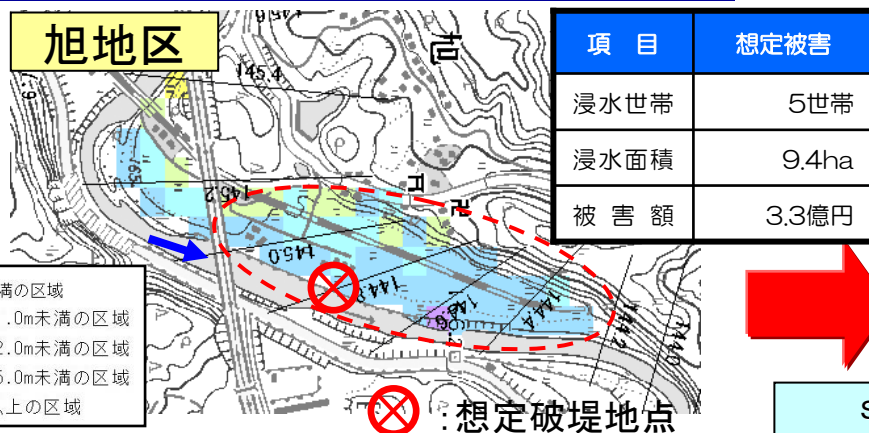 旭地区
旭
項 目 想定被害
浸水世帯 5世帯
浸水面積 9.4ha
被 害 額 3.3億円
145.4
145.2
145.0
144.8
144.6
144.4
144.2
1440
満の区域
.0m未満の区域
2.0m未満の区域
5.0m未満の区域
以上の区域
:想定破堤地点
S